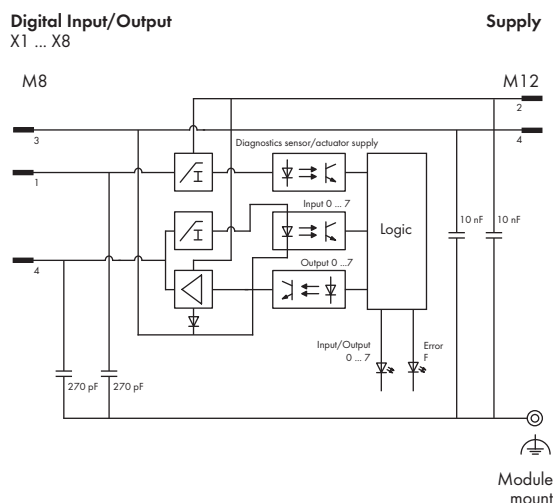 Digital Input/Output
X1 ... X8
Supply
M8
M12
2
3
4
Diagnostics sensor/actuator supply
1
Input 0 ... 7
Logic
10 nF
10 nF
4
Output 0 ...7
Input/Output
0 ... 7
Error
F
270 pF
270 pF
Module
mount